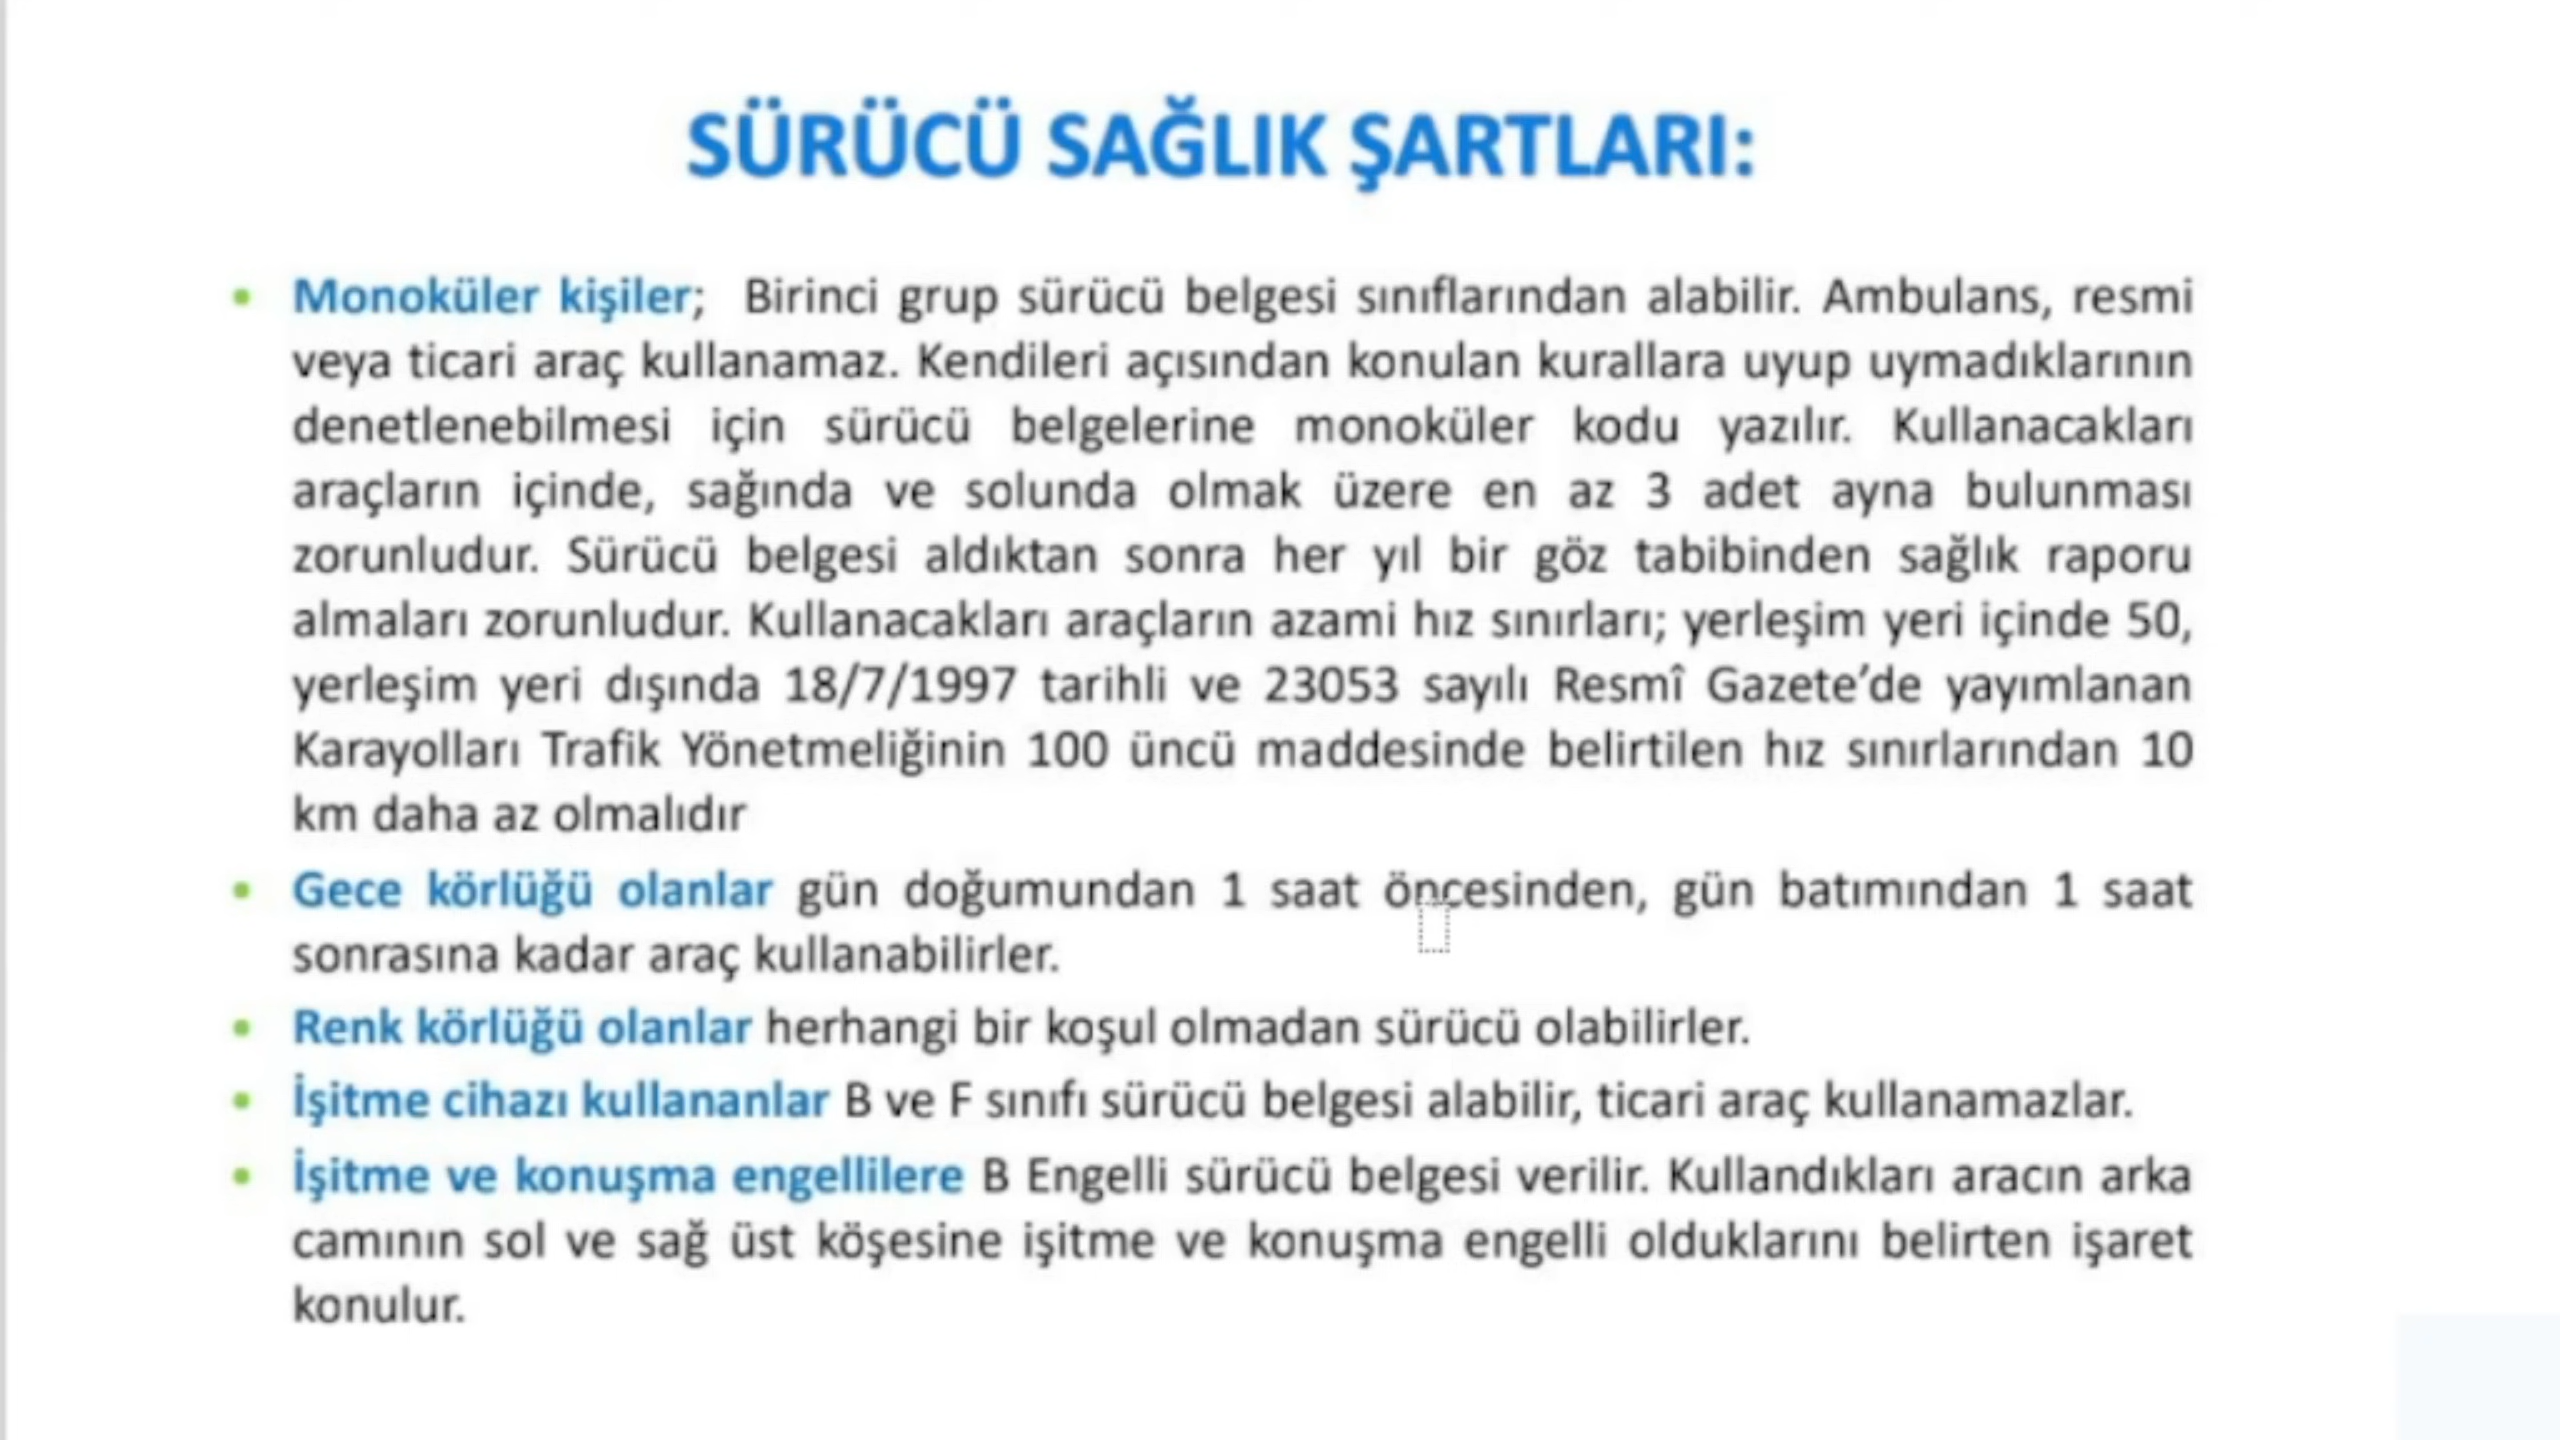 SÜRÜCÜ SAĞLIK ŞARTLARI:
• Monoküler kişiler; Birinci grup sürücü belgesi sınıflarından alabilir. Ambulans, resmi
veya ticari araç kullanamaz. Kendileri açısından konulan kurallara uyup uymadıklarının
denetlenebilmesi için sürücü belgelerine monoküler kodu yazılır. Kullanacakları
araçların içinde, sağında ve solunda olmak üzere en az 3 adet ayna bulunması
zorunludur. Sürücü belgesi aldıktan sonra her yıl bir göz tabibinden sağlık raporu
almaları zorunludur. Kullanacakları araçların azami hız sınırları; yerleşim yeri içinde 50,
yerleşim yeri dışında 18/7/1997 tarihli ve 23053 sayılı Resmî Gazete’de yayımlanan
Karayolları Trafik Yönetmeliğinin 100 üncü maddesinde belirtilen hız sınırlarından 10
km daha az olmalıdır
• Gece körlüğü olanlar gün doğumundan 1 saat öncesinden, gün batımından 1 saat
sonrasına kadar araç kullanabilirler.
• Renk körlüğü olanlar herhangi bir koşul olmadan sürücü olabilirler.
• İşitme cihazı kullananlar B ve F sınıfı sürücü belgesi alabilir, ticari araç kullanamazlar.
• İşitme ve konuşma engellilere B Engelli sürücü belgesi verilir. Kullandıkları aracın arka
camının sol ve sağ üst köşesine işitme ve konuşma engelli olduklarını belirten işaret
konulur.